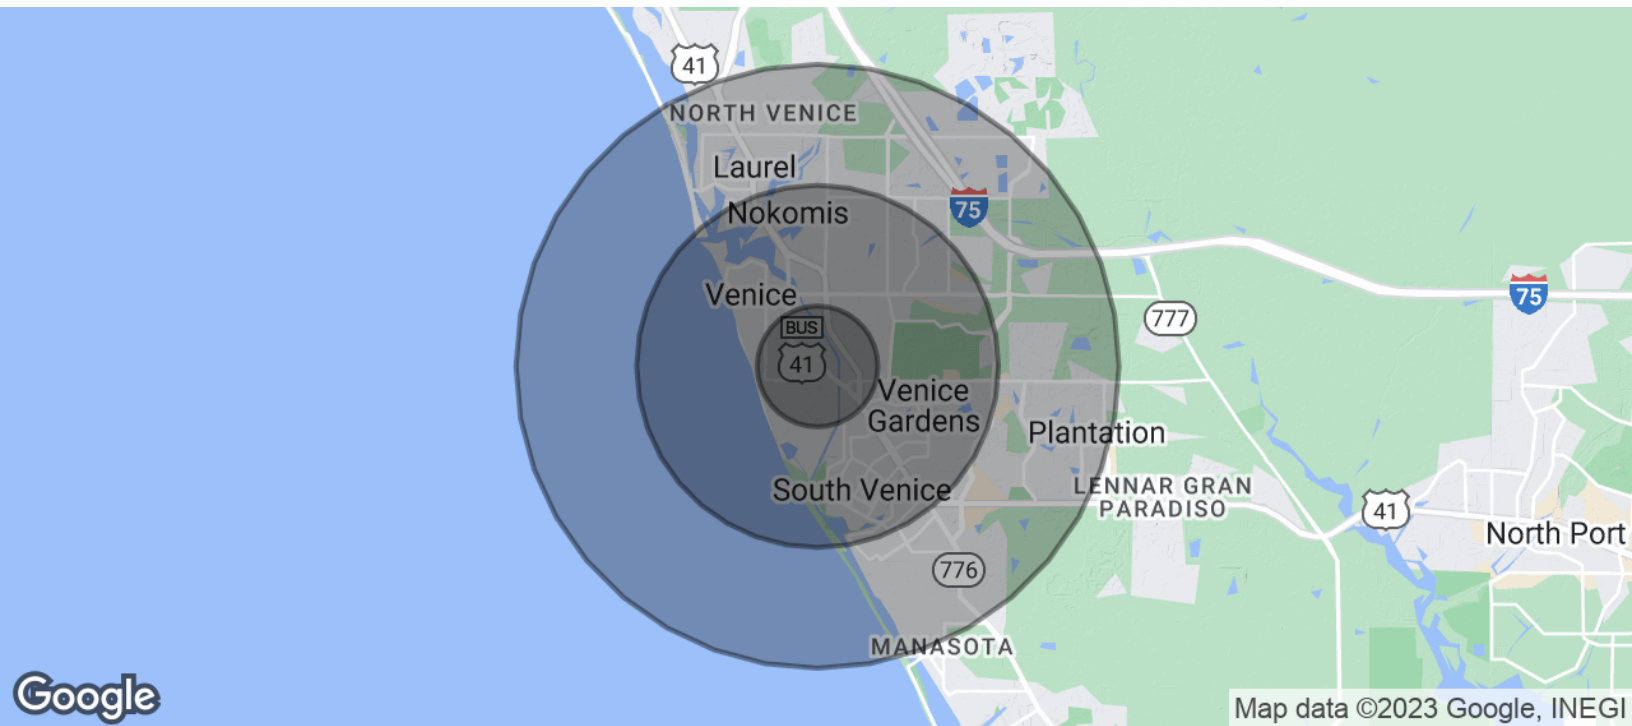 41
NORTH VENICE
Laurel
Nokomis
75
Venice
75
777
BUS
41
Venice
Gardens
Plantation
South Venice
LENNAR GRAN
PARADISO
41
North Port
776
MANASOTA
Google
Map data ©2023 Google, INEGI